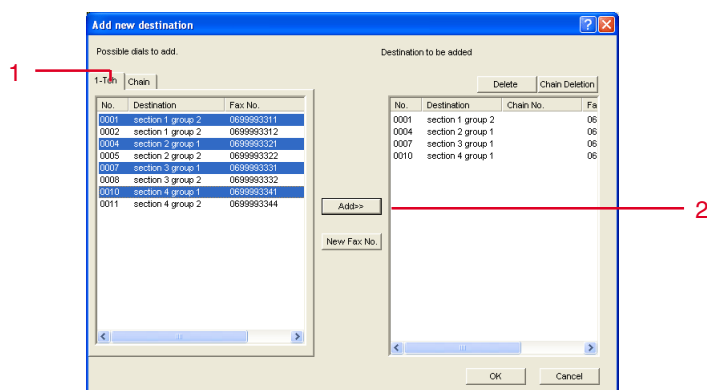 Add new destination
Possible dials to add.
Destination to be added
1
Chain
Delete
Chain Deletion
No. Destination Fax No.
0001 section 1 group 2 0699993311
0002 section 1 group 2 0699993312
0004 section 2 group 1 0699993321
0005 section 2 group 2 0699993322
0007 section 3 group 1 0699993331
0008 section 3 group 2 0699993332
0010 section 4 group 1 0699993341
0011 section 4 group 2 0699993344
Add>>
New Fax No.
No. Destination Chain No. Fa
0001 section 1 group 2 06
0004 section 2 group 1 06
0007 section 3 group 1 06
0010 section 4 group 1 06
2
OK
Cancel